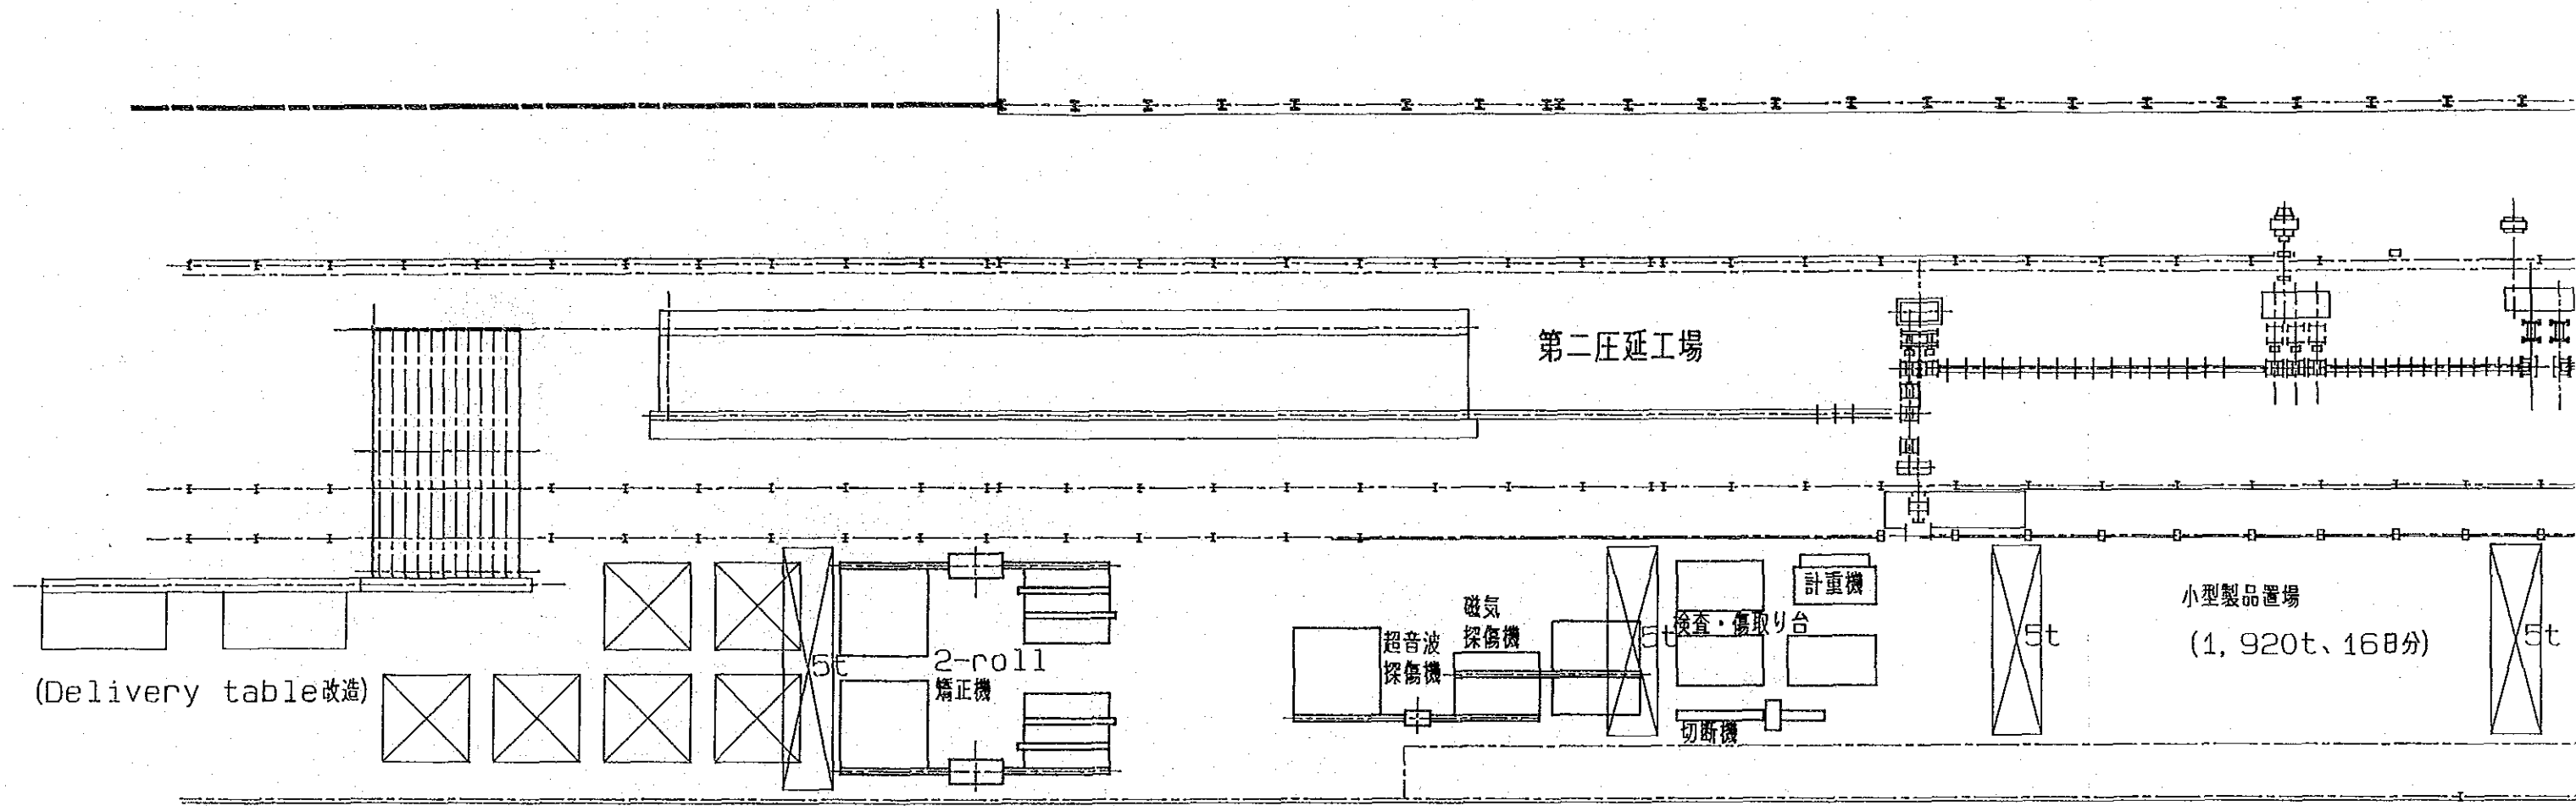 第二圧延工場
(Delivery table改造)
5t
2-roll
矯正機
超音波
探傷機
磁気
探傷機
5t
検査・傷取り台
計重機
切断機
5t
小型製品置場
(1, 920t、16日分)
5t